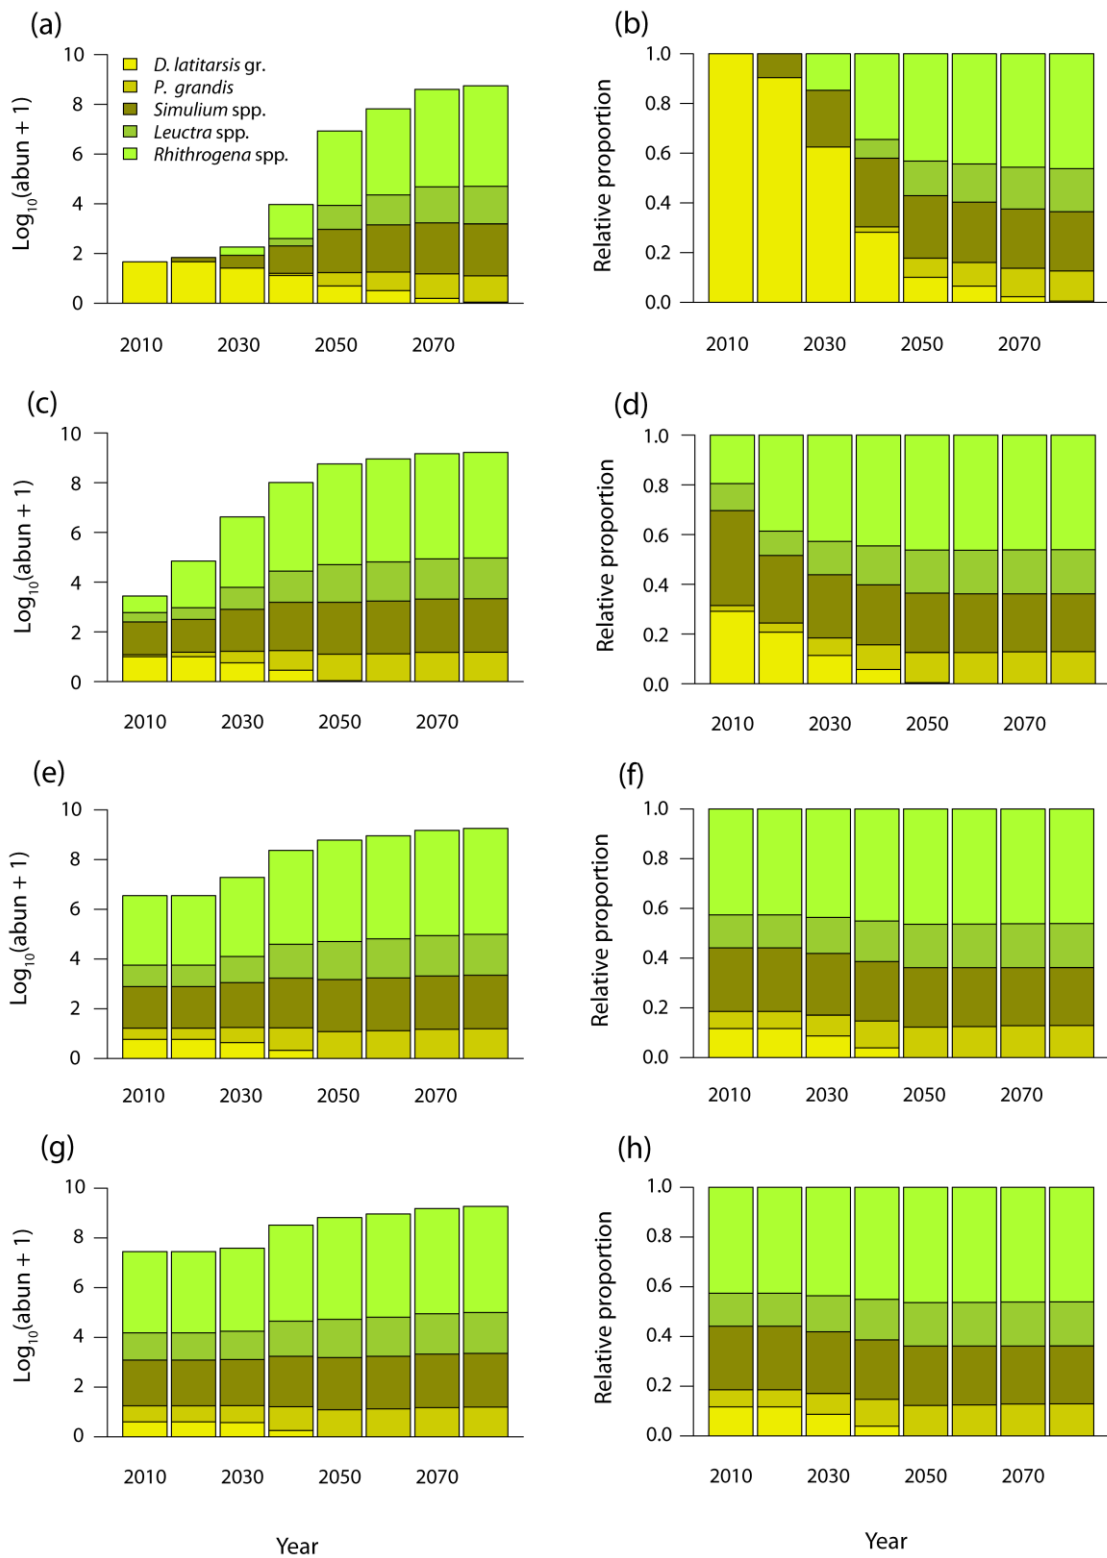 (a)
Log₁₀(abun + 1)
10
8
6
4
2
0
D. latitarsis gr.
P. grandis
Simulium spp.
Leuctra spp.
Rhithrogena spp.
2010 2030 2050 2070
(b)
Relative proportion
1.0
0.8
0.6
0.4
0.2
0.0
2010 2030 2050 2070
(c)
Log₁₀(abun + 1)
10
8
6
4
2
0
2010 2030 2050 2070
(d)
Relative proportion
1.0
0.8
0.6
0.4
0.2
0.0
2010 2030 2050 2070
(e)
Log₁₀(abun + 1)
10
8
6
4
2
0
2010 2030 2050 2070
(f)
Relative proportion
1.0
0.8
0.6
0.4
0.2
0.0
2010 2030 2050 2070
(g)
Log₁₀(abun + 1)
10
8
6
4
2
0
2010 2030 2050 2070
Year
(h)
Relative proportion
1.0
0.8
0.6
0.4
0.2
0.0
2010 2030 2050 2070
Year